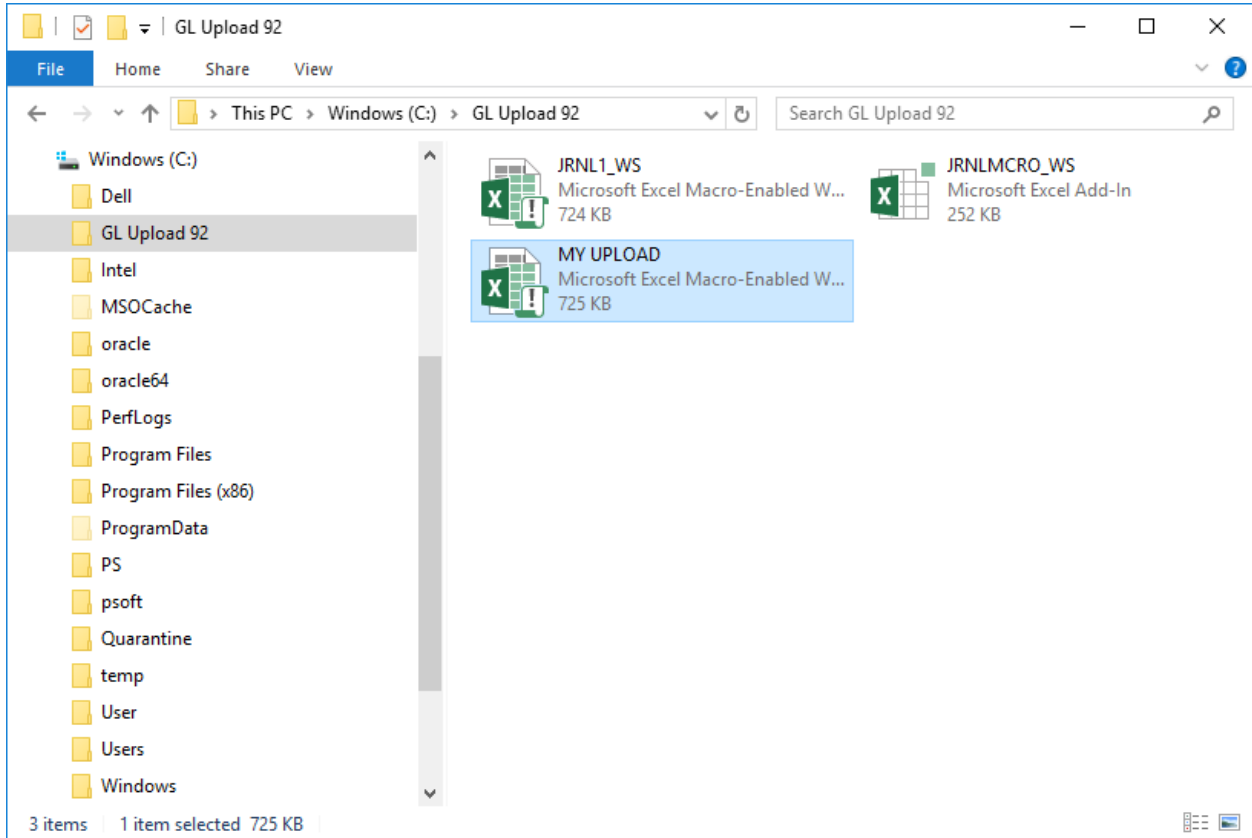 GL Upload 92
File Home Share View
This PC > Windows (C:) > GL Upload 92
Search GL Upload 92
Windows (C:)
Dell
GL Upload 92
Intel
MSOCache
oracle
oracle64
PerfLogs
Program Files
Program Files (x86)
ProgramData
PS
psoft
Quarantine
temp
User
Users
Windows
JRNL1_WS
Microsoft Excel Macro-Enabled W...
724 KB
JRNLMCRO_WS
Microsoft Excel Add-In
252 KB
MY UPLOAD
Microsoft Excel Macro-Enabled W...
725 KB
3 items 1 item selected 725 KB